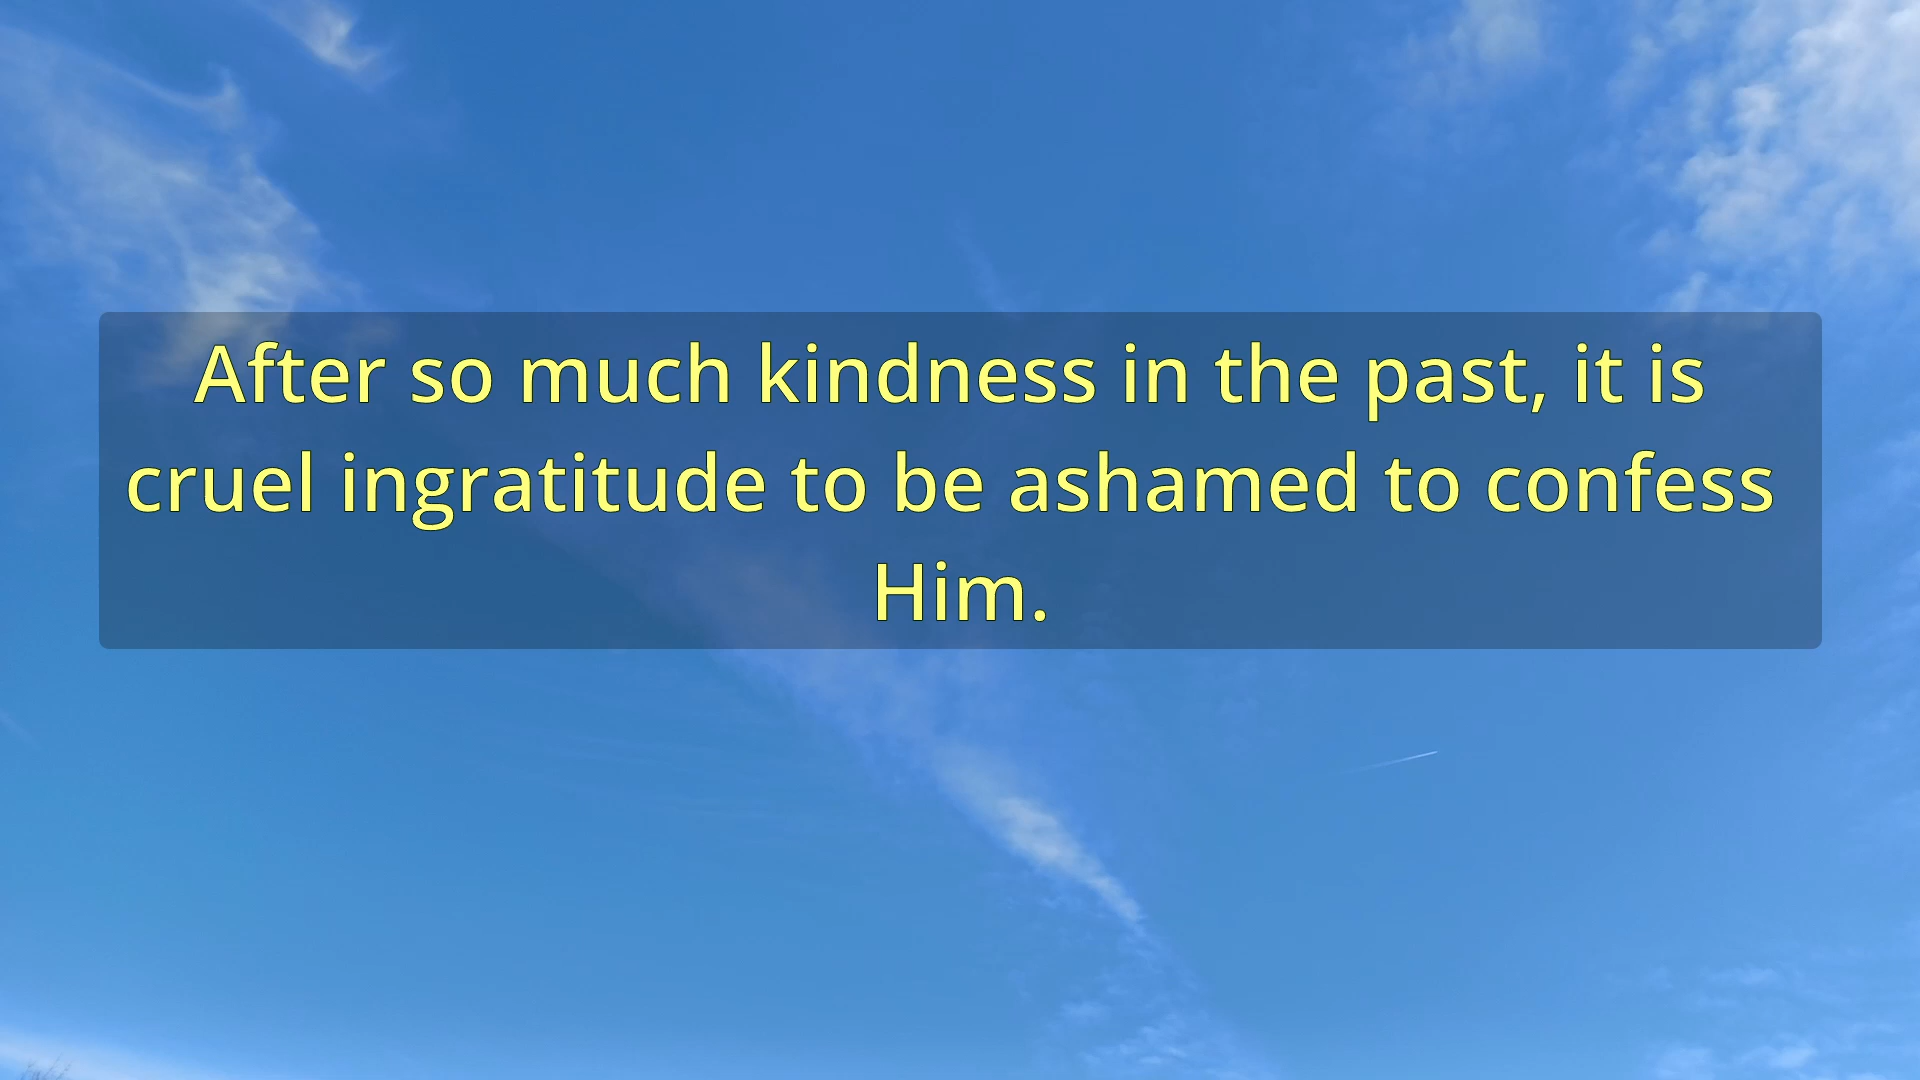 After so much kindness in the past, it is
cruel ingratitude to be ashamed to confess
Him.